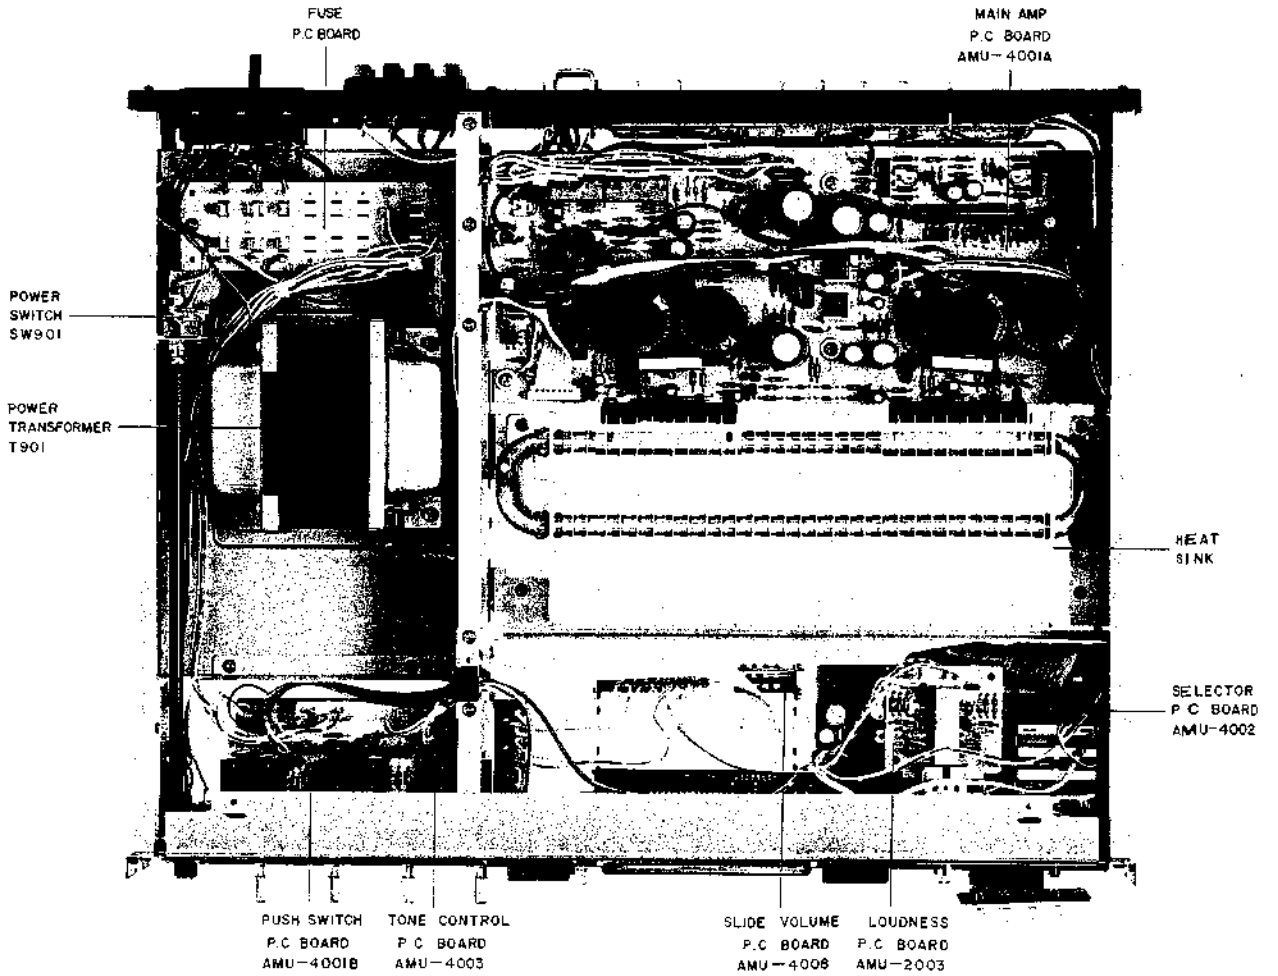 FUSE
P.C BOARD
MAIN AMP
P.C BOARD
AMU-4001A
POWER
SWITCH
SW901
POWER
TRANSFORMER
T901
HEAT
SINK
SELECTOR
P C BOARD
AMU-4002
PUSH SWITCH
P.C BOARD
AMU-4001B
TONE CONTROL
P.C BOARD
AMU-4003
SLIDE VOLUME
P.C BOARD
AMU-4008
LOUDNESS
P.C BOARD
AMU-2003